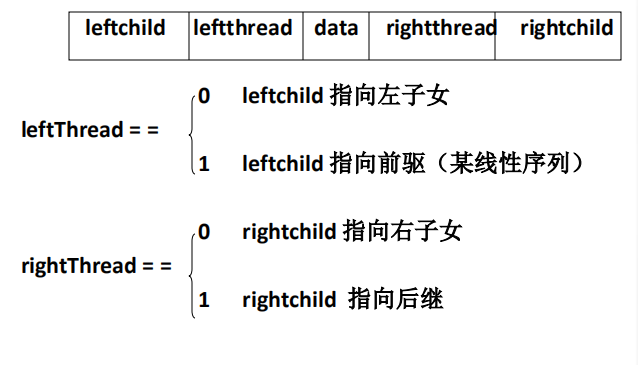 leftchild leftthread data rightthread rightchild
0 leftchild 指向左子女
leftThread = =
1 leftchild 指向前驱（某线性序列）
0 rightchild 指向右子女
rightThread = =
1 rightchild 指向后继